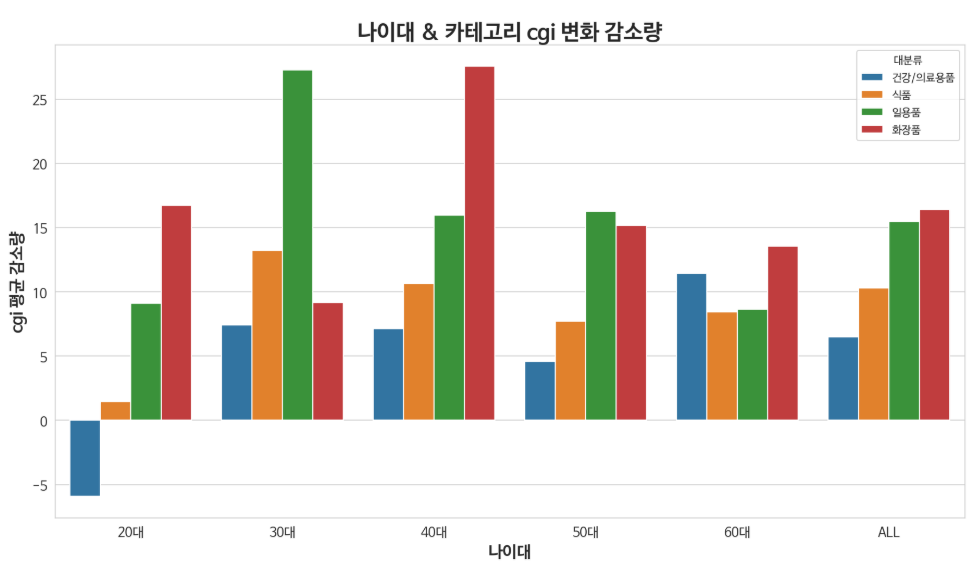 나이대 & 카테고리 cgi 변화 감소량
대분류
건강/의료용품
식품
일용품
화장품
cgi 평균 감소량
25
20
15
10
5
0
-5
20대
30대
40대
50대
60대
ALL
나이대